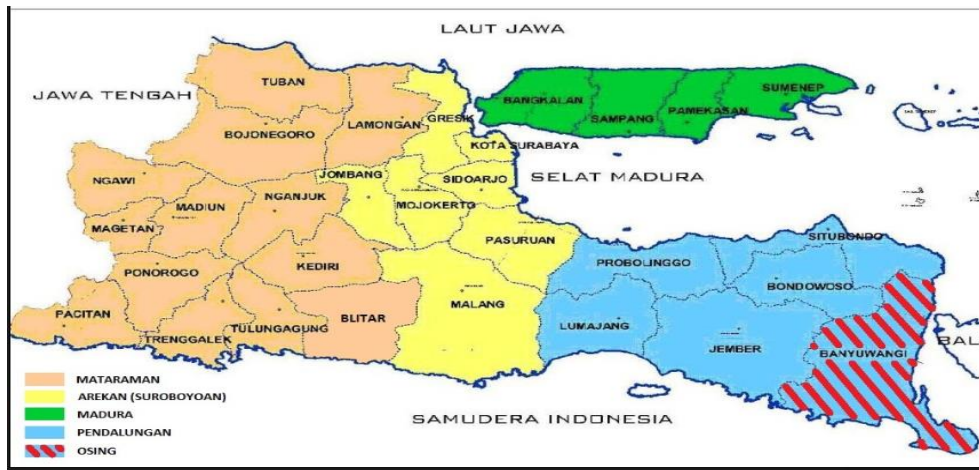 LAUT JAWA
JAWA TENGAH
TUBAN
BOJONEGORO
LAMONGAN
GRESIK
KOTA SURABAYA
BANGKALAN
SAMPANG
PAMEKASAN
SUMENEP
SELAT MADURA
NGAWI
MAGETAN
MADIUN
NGANJUK
JOMBANG
MOJOKERTO
SIDOARJO
PASURUAN
PONOROGO
KEDIRI
PACITAN
TRENGGALEK
TULUNGAGUNG
BLITAR
MALANG
PROBOLINGGO
SITUBONDO
BONDOWOSO
LUMAJANG
JEMBER
BANYUWANGI
BAL
SAMUDERA INDONESIA
MATARAMAN
AREKAN (SUROBOYOAN)
MADURA
PENDALUNGAN
OSING